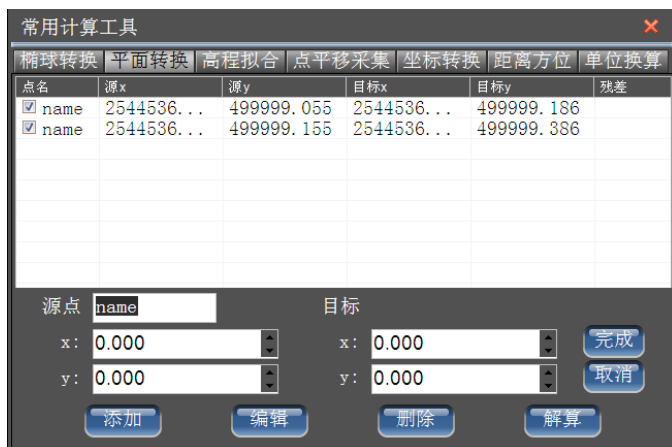 常用计算工具
椭球转换 平面转换 高程拟合 点平移采集 坐标转换 距离方位 单位换算
点名 源x 源y 目标x 目标y 残差
name 2544536... 499999.055 2544536... 499999.186
name 2544536... 499999.155 2544536... 499999.386
源点 name 目标
x: 0.000 x: 0.000 完成
y: 0.000 y: 0.000 取消
添加 编辑 删除 解算